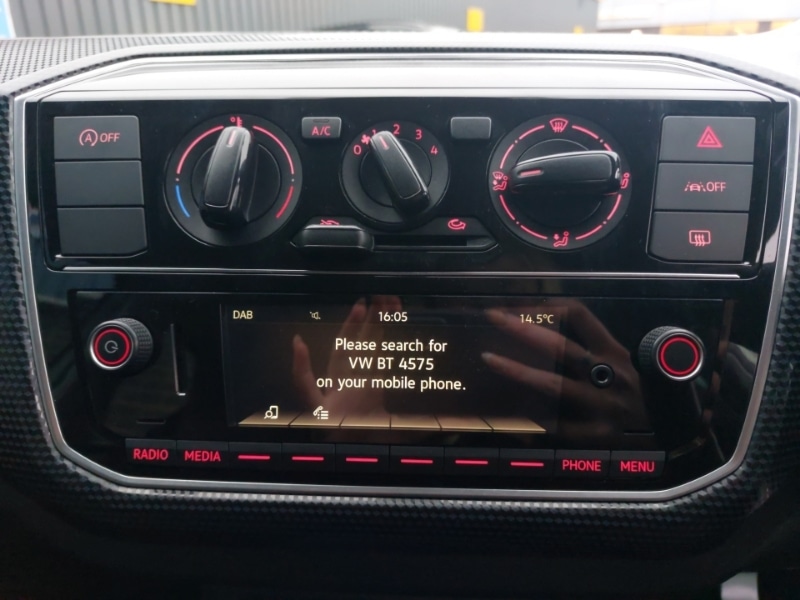 (A) OFF
A/C
0 1 2 3 4
OFF
DAB 16:05 14.5°C
Please search for
VW BT 4575
on your mobile phone.
RADIO MEDIA PHONE MENU